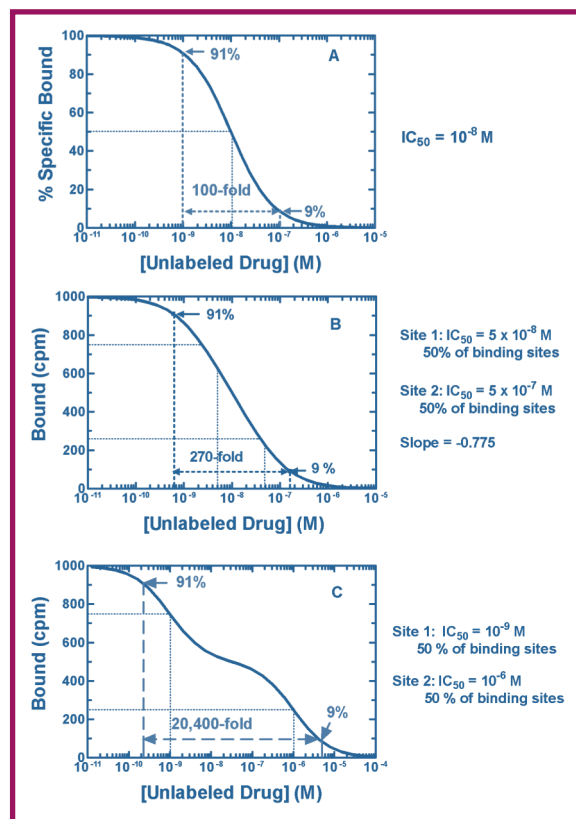 A
100
80
60
40
20
0
% Specific Bound
91%
100-fold
9%
10⁻¹¹ 10⁻¹⁰ 10⁻⁹ 10⁻⁸ 10⁻⁷ 10⁻⁶ 10⁻⁵
[Unlabeled Drug] (M)
IC₅₀ = 10⁻⁸ M
B
1000
800
600
400
200
0
Bound (cpm)
91%
270-fold
9 %
10⁻¹¹ 10⁻¹⁰ 10⁻⁹ 10⁻⁸ 10⁻⁷ 10⁻⁶ 10⁻⁵
[Unlabeled Drug] (M)
Site 1: IC₅₀ = 5 x 10⁻⁸ M
50% of binding sites
Site 2: IC₅₀ = 5 x 10⁻⁷ M
50% of binding sites
Slope = -0.775
C
1000
800
600
400
200
0
Bound (cpm)
91%
20,400-fold
9%
10⁻¹¹ 10⁻¹⁰ 10⁻⁹ 10⁻⁸ 10⁻⁷ 10⁻⁶ 10⁻⁵ 10⁻⁴
[Unlabeled Drug] (M)
Site 1: IC₅₀ = 10⁻⁹ M
50 % of binding sites
Site 2: IC₅₀ = 10⁻⁶ M
50 % of binding sites